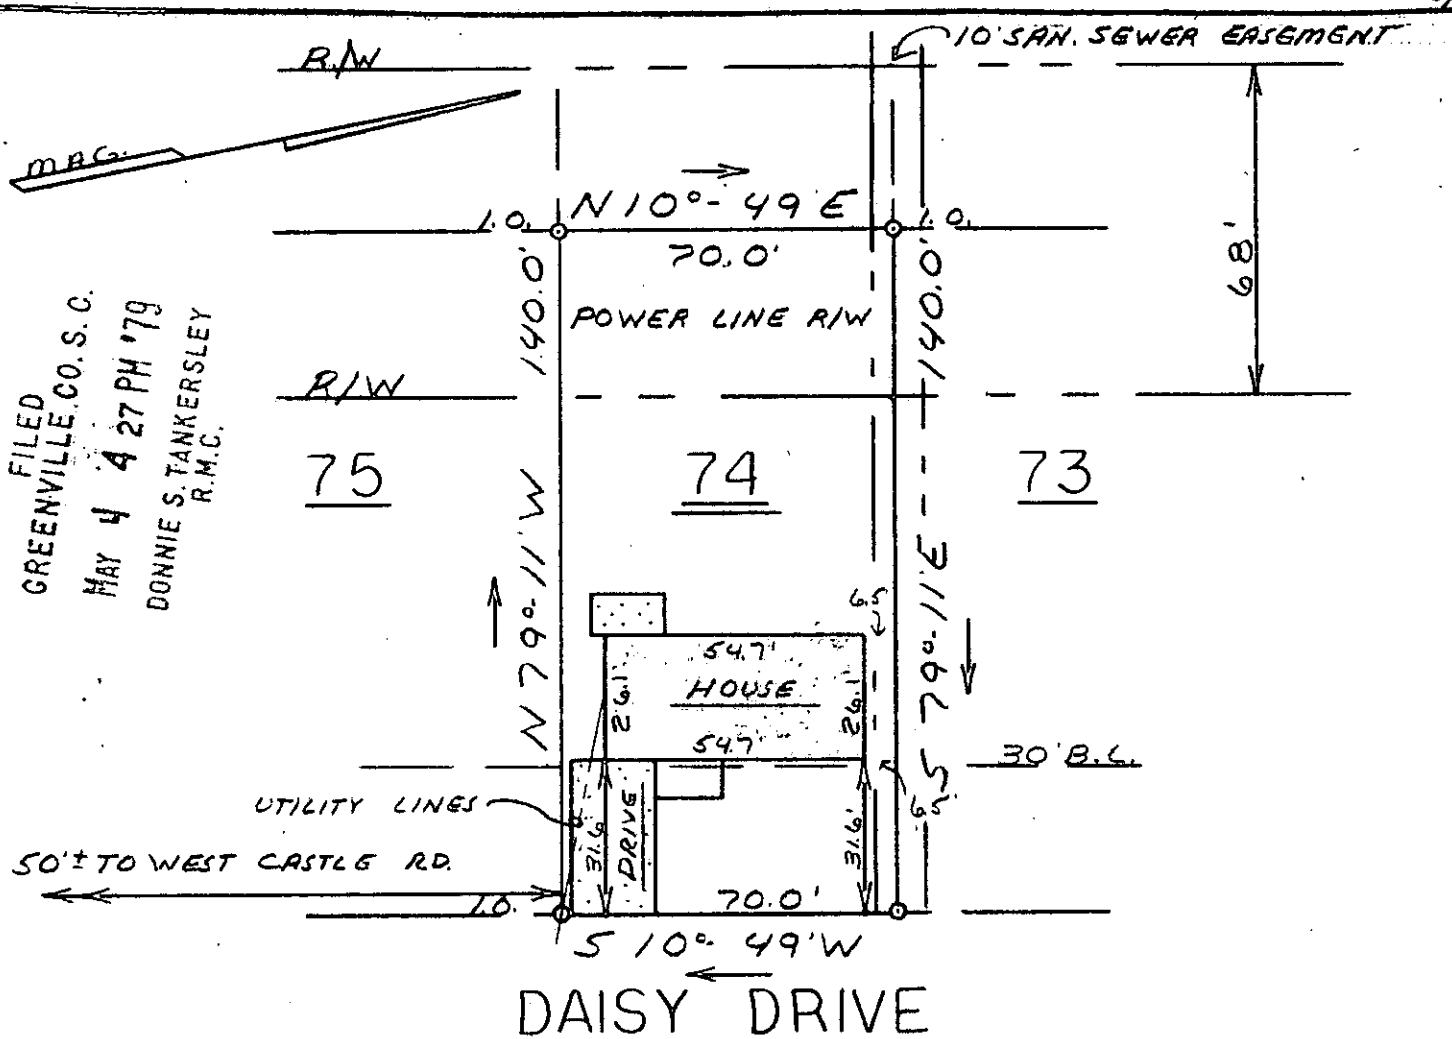 10' SAN. SEWER EASEMENT
R/W
MAG.
I.O.
N 10°- 49' E
I.O.
70.0'
140.0'
POWER LINE R/W
140.0'
68'
R/W
FILED
GREENVILLE.CO. S. C.
MAY 4 4 27 PM '79
DONNIE S. TANKERSLEY
R.M.C.
75
74
73
N 79°- 11' W
S 79°- 11' E
6.5
54.7'
HOUSE
26.1'
26.1'
54.7'
30' B.L.
UTILITY LINES
6.5'
31.6'
DRIVE
31.6'
50'± TO WEST CASTLE RD.
I.O.
70.0'
S 10°- 49' W
DAISY DRIVE